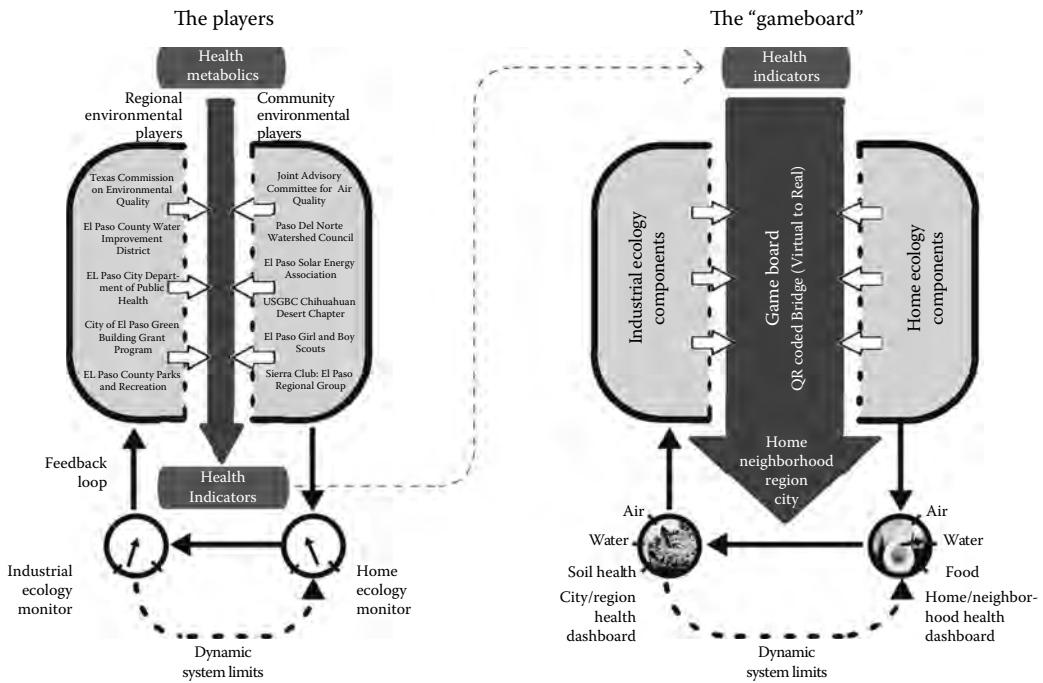 The players
Health
metabolics
Regional
environmental
players
Community
environmental
players
Texas Commission
on Environmental
Quality
El Paso County Water
Improvement
District
EL Paso City Depart-
ment of Public
Health
City of El Paso Green
Building Grant
Program
EL Paso County Parks
and Recreation
Joint Advisory
Committee for Air
Quality
Paso Del Norte
Watershed Council
El Paso Solar Energy
Association
USGBC Chihuahuan
Desert Chapter
El Paso Girl and Boy
Scouts
Sierra Club: El Paso
Regional Group
Feedback
loop
Health
Indicators
Industrial
ecology
monitor
Home
ecology
monitor
Dynamic
system limits
The “gameboard”
Health
indicators
Industrial ecology
components
Game board
QR coded Bridge (Virtual to Real)
Home ecology
components
Home
neighborhood
region
city
Air
Water
Soil health
City/region
health
dashboard
Air
Water
Food
Home/neighbor-
hood health
dashboard
Dynamic
system limits